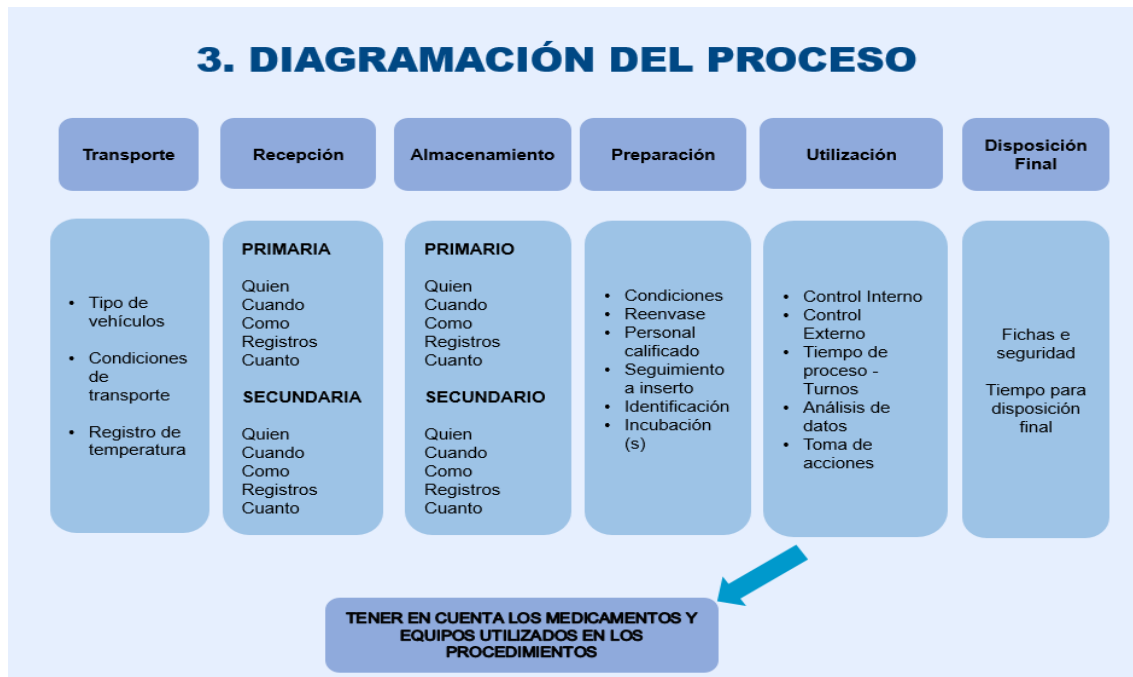 3. DIAGRAMACIÓN DEL PROCESO
Transporte
Recepción
Almacenamiento
Preparación
Utilización
Disposición
Final
• Tipo de
vehículos
• Condiciones
de
transporte
• Registro de
temperatura
PRIMARIA
Quien
Cuando
Como
Registros
Cuanto
SECUNDARIA
Quien
Cuando
Como
Registros
Cuanto
PRIMARIO
Quien
Cuando
Como
Registros
Cuanto
SECUNDARIO
Quien
Cuando
Como
Registros
Cuanto
• Condiciones
• Reenvase
• Personal
calificado
• Seguimiento
a inserto
• Identificación
• Incubación
(s)
• Control Interno
• Control
Externo
• Tiempo de
proceso -
Turnos
• Análisis de
datos
• Toma de
acciones
Fichas e
seguridad
Tiempo para
disposición
final
TENER EN CUENTA LOS MEDICAMENTOS Y
EQUIPOS UTILIZADOS EN LOS
PROCEDIMIENTOS